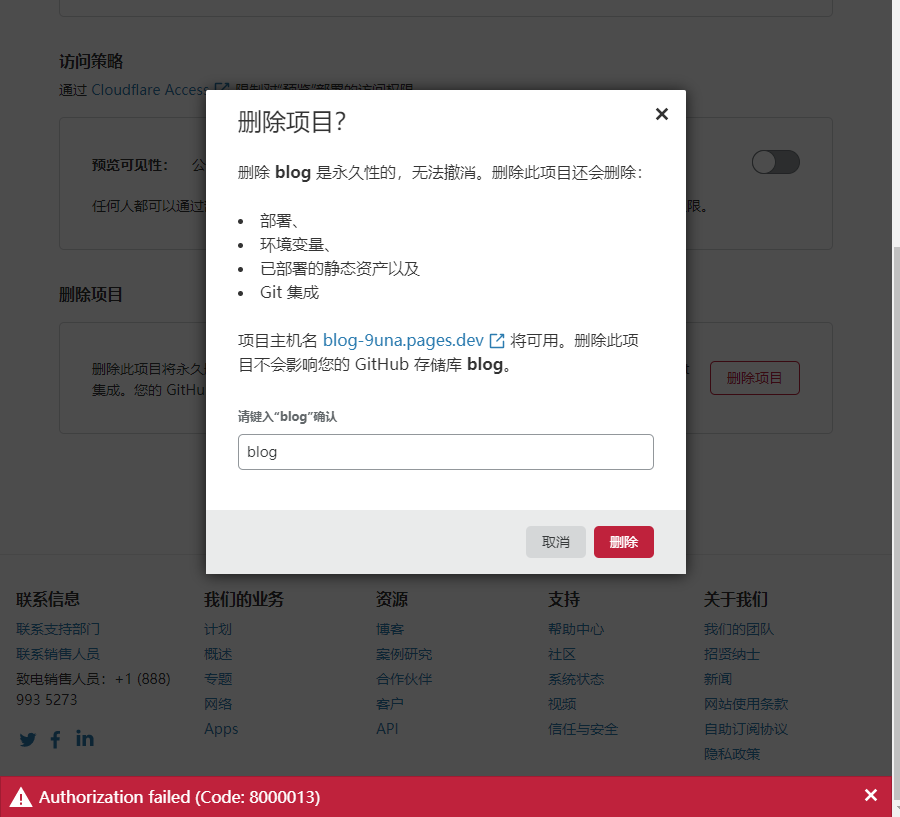 访问策略
通过 Cloudflare Access 限制对“预览”部署的访问权限
删除项目？
预览可见性： 公
删除 blog 是永久性的，无法撤消。删除此项目还会删除：
任何人都可以通过
限。
部署、
环境变量、
已部署的静态资产以及
Git 集成
删除项目
项目主机名 blog-9una.pages.dev 将可用。删除此项
目不会影响您的 GitHub 存储库 blog。
删除此项目将永久
集成。您的 GitHu
删除项目
请键入“blog”确认
blog
取消
删除
联系信息
联系支持部门
联系销售人员
致电销售人员：+1 (888)
993 5273
我们的业务
计划
概述
专题
网络
Apps
资源
博客
案例研究
合作伙伴
客户
API
支持
帮助中心
社区
系统状态
视频
信任与安全
关于我们
我们的团队
招贤纳士
新闻
网站使用条款
自助订阅协议
隐私政策
Authorization failed (Code: 8000013)